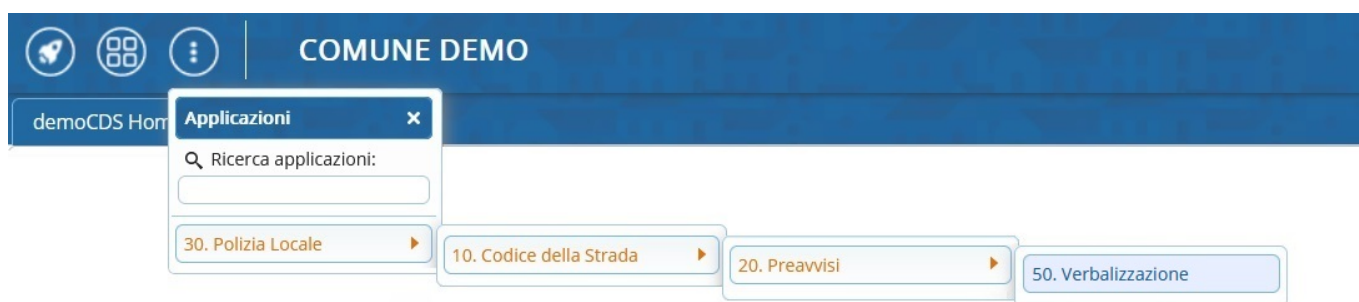 COMUNE DEMO
demoCDS Hom
Applicazioni ×
Ricerca applicazioni:
30. Polizia Locale
10. Codice della Strada
20. Preavvisi
50. Verbalizzazione